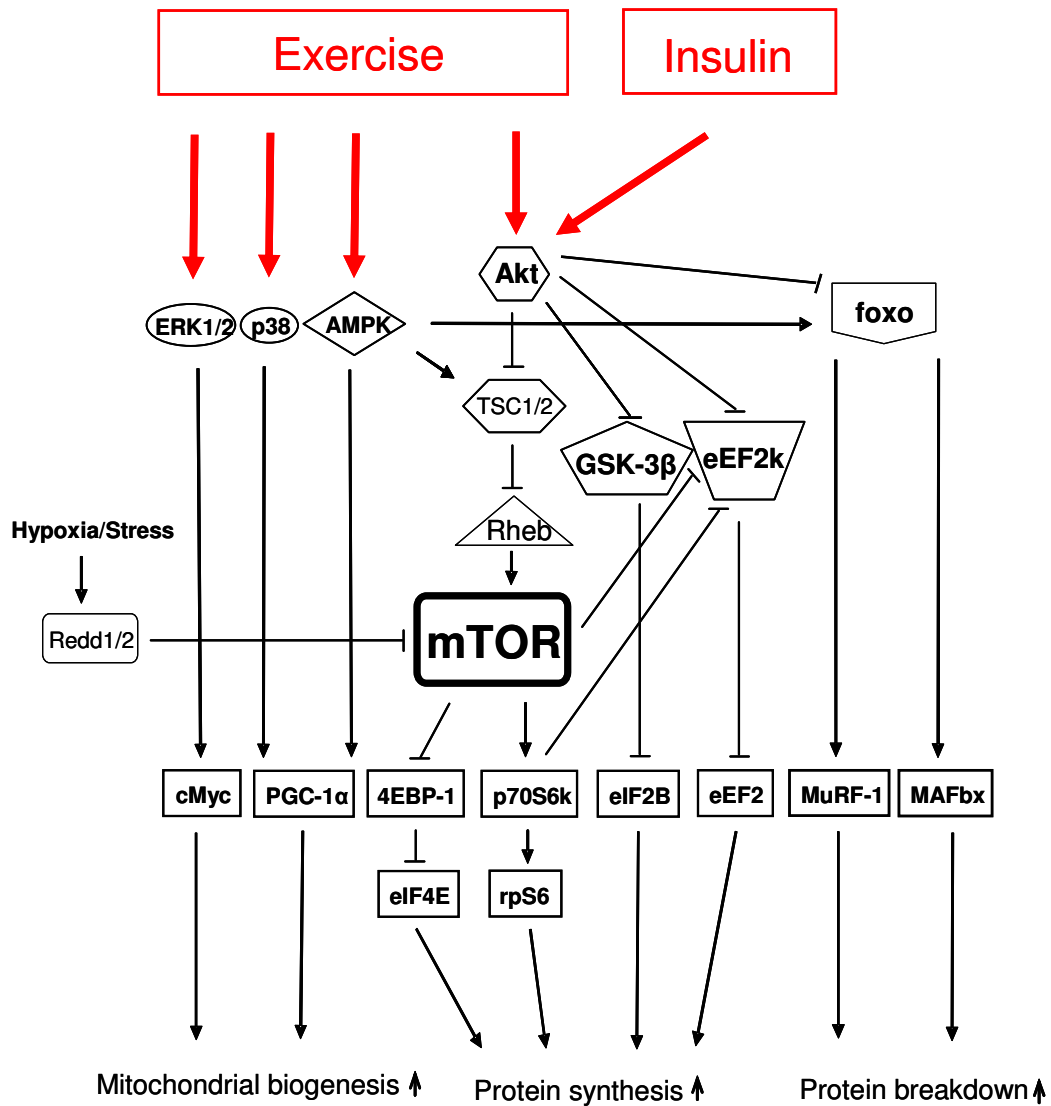 Exercise
Insulin
Akt
foxo
ERK1/2
p38
AMPK
TSC1/2
GSK-3β
eEF2k
Hypoxia/Stress
Rheb
Redd1/2
mTOR
cMyc
PGC-1α
4EBP-1
p70S6k
eIF2B
eEF2
MuRF-1
MAFbx
eIF4E
rpS6
Mitochondrial biogenesis
Protein synthesis
Protein breakdown